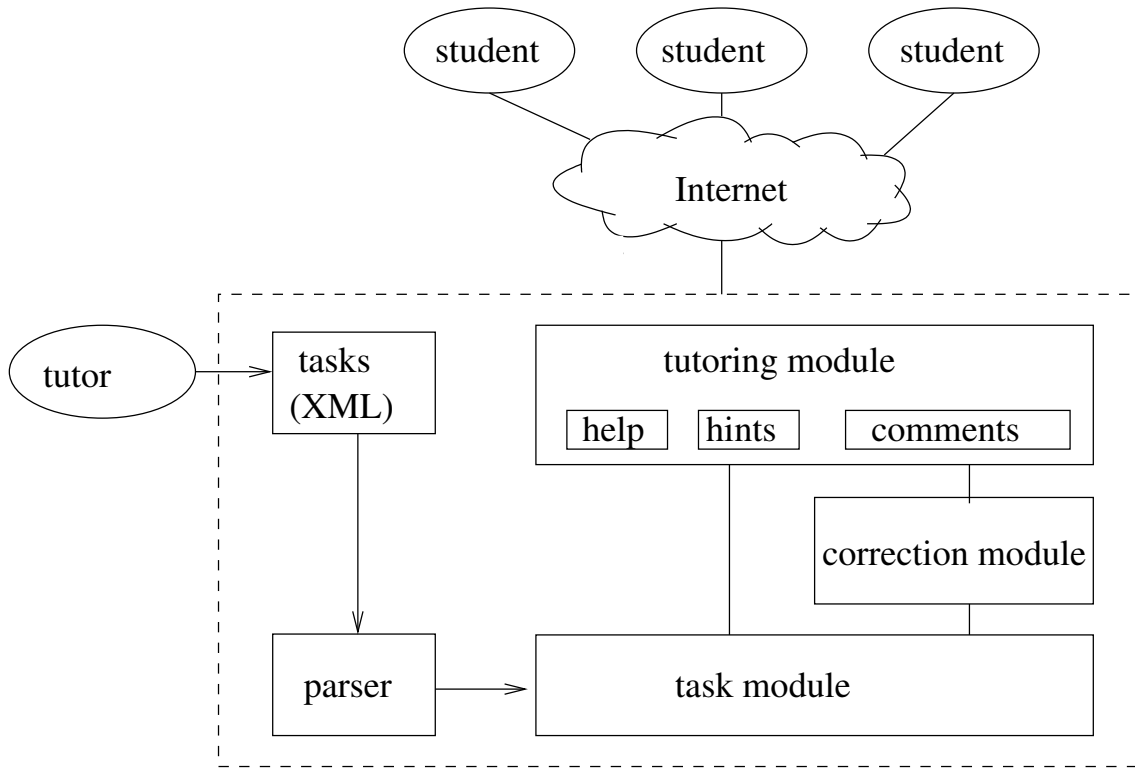 student
student
student
Internet
tutor
tasks
(XML)
tutoring module
help
hints
comments
correction module
parser
task module